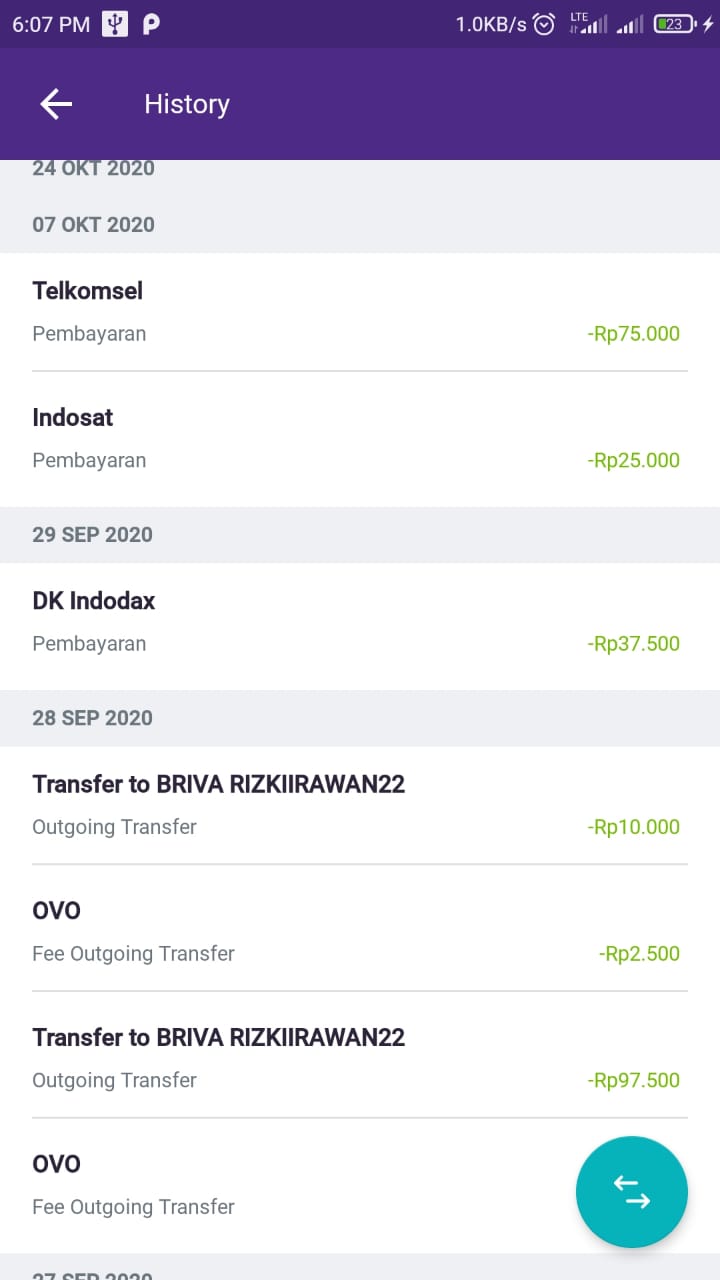 6:07 PM
1.0KB/s
LTE
23
History
24 OKT 2020
07 OKT 2020
Telkomsel
Pembayaran
-Rp75.000
Indosat
Pembayaran
-Rp25.000
29 SEP 2020
DK Indodax
Pembayaran
-Rp37.500
28 SEP 2020
Transfer to BRIVA RIZKIIRAWAN22
Outgoing Transfer
-Rp10.000
OVO
Fee Outgoing Transfer
-Rp2.500
Transfer to BRIVA RIZKIIRAWAN22
Outgoing Transfer
-Rp97.500
OVO
Fee Outgoing Transfer
27 SEP 2020